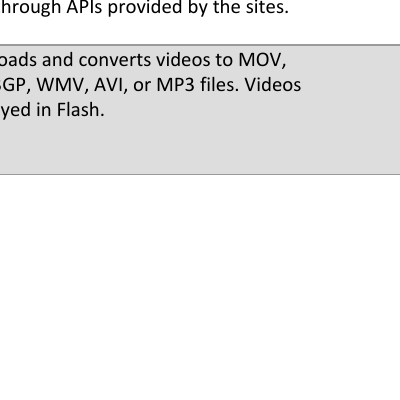 hrough APIs provided by the sites.
oads and converts videos to MOV,
GP, WMV, AVI, or MP3 files. Videos
yed in Flash.